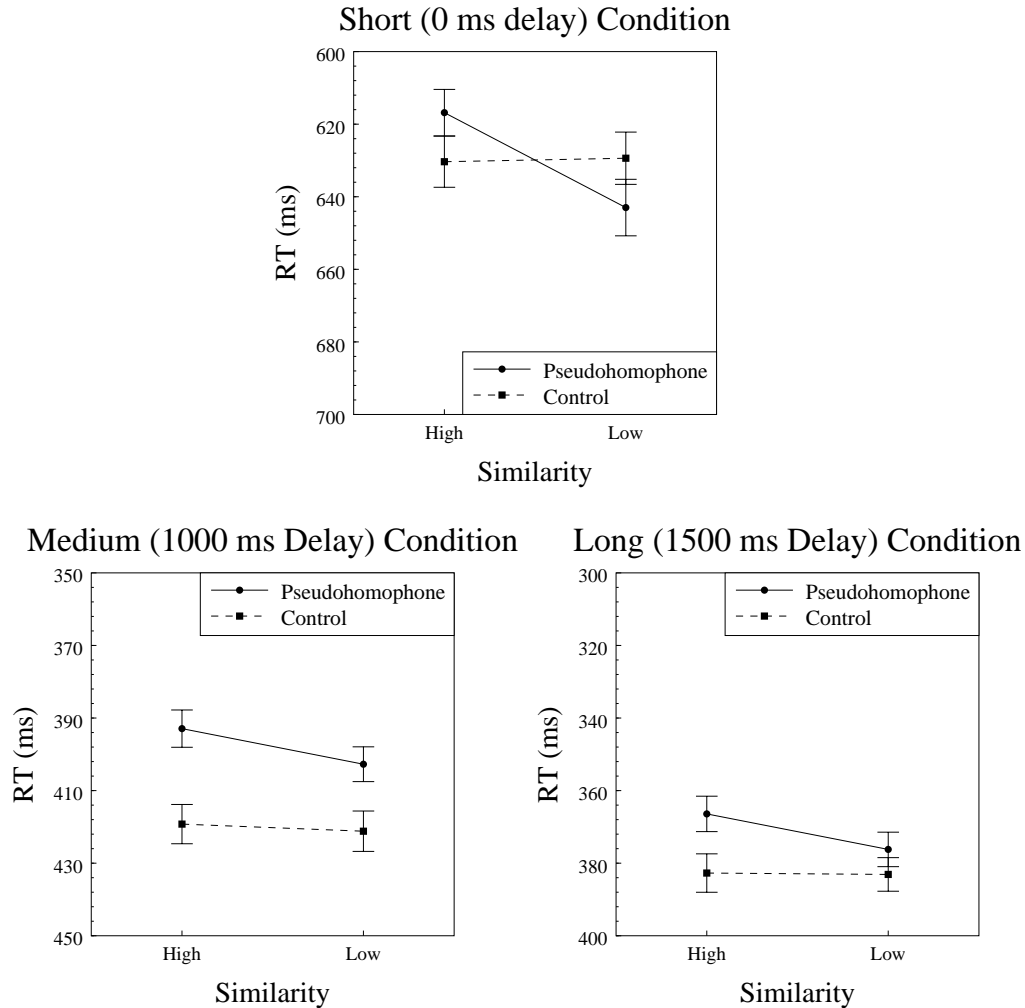 Short (0 ms delay) Condition
600
620
640
660
680
700
RT (ms)
Pseudohomophone
Control
High
Low
Similarity
Medium (1000 ms Delay) Condition
350
370
390
410
430
450
RT (ms)
Pseudohomophone
Control
High
Low
Similarity
Long (1500 ms Delay) Condition
300
320
340
360
380
400
RT (ms)
Pseudohomophone
Control
High
Low
Similarity